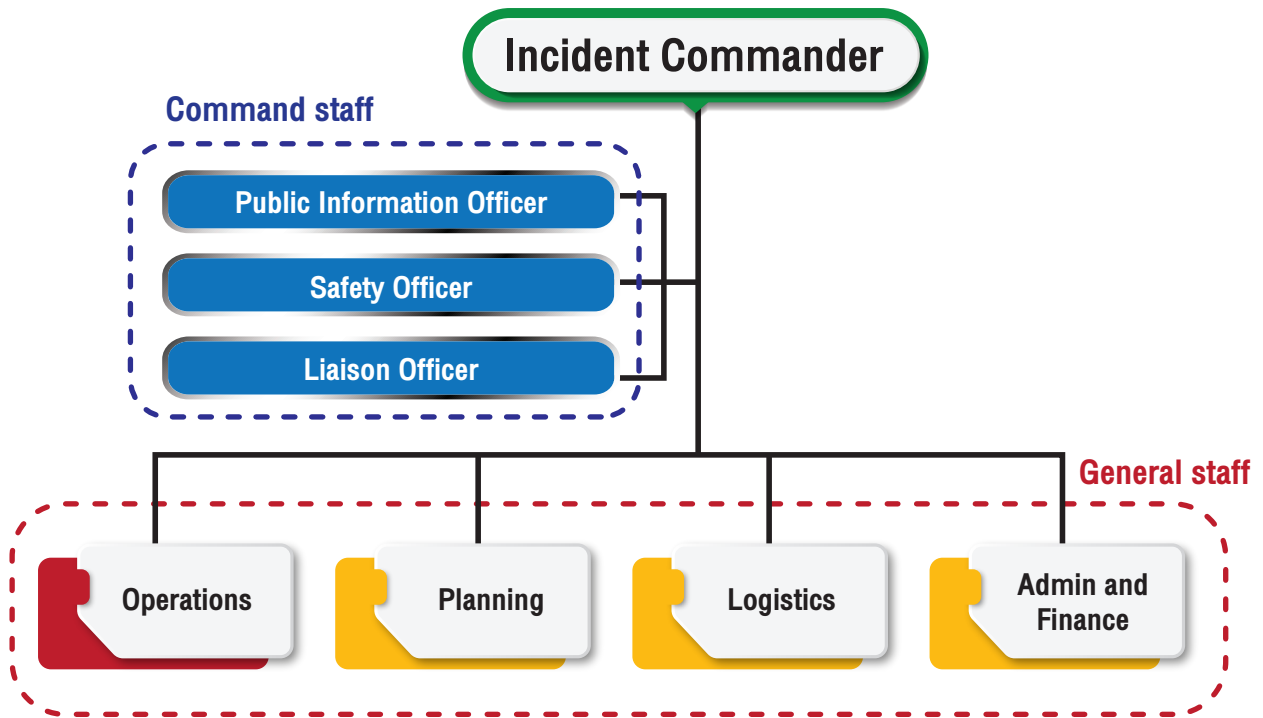 Incident Commander
Command staff
Public Information Officer
Safety Officer
Liaison Officer
General staff
Operations
Planning
Logistics
Admin and
Finance